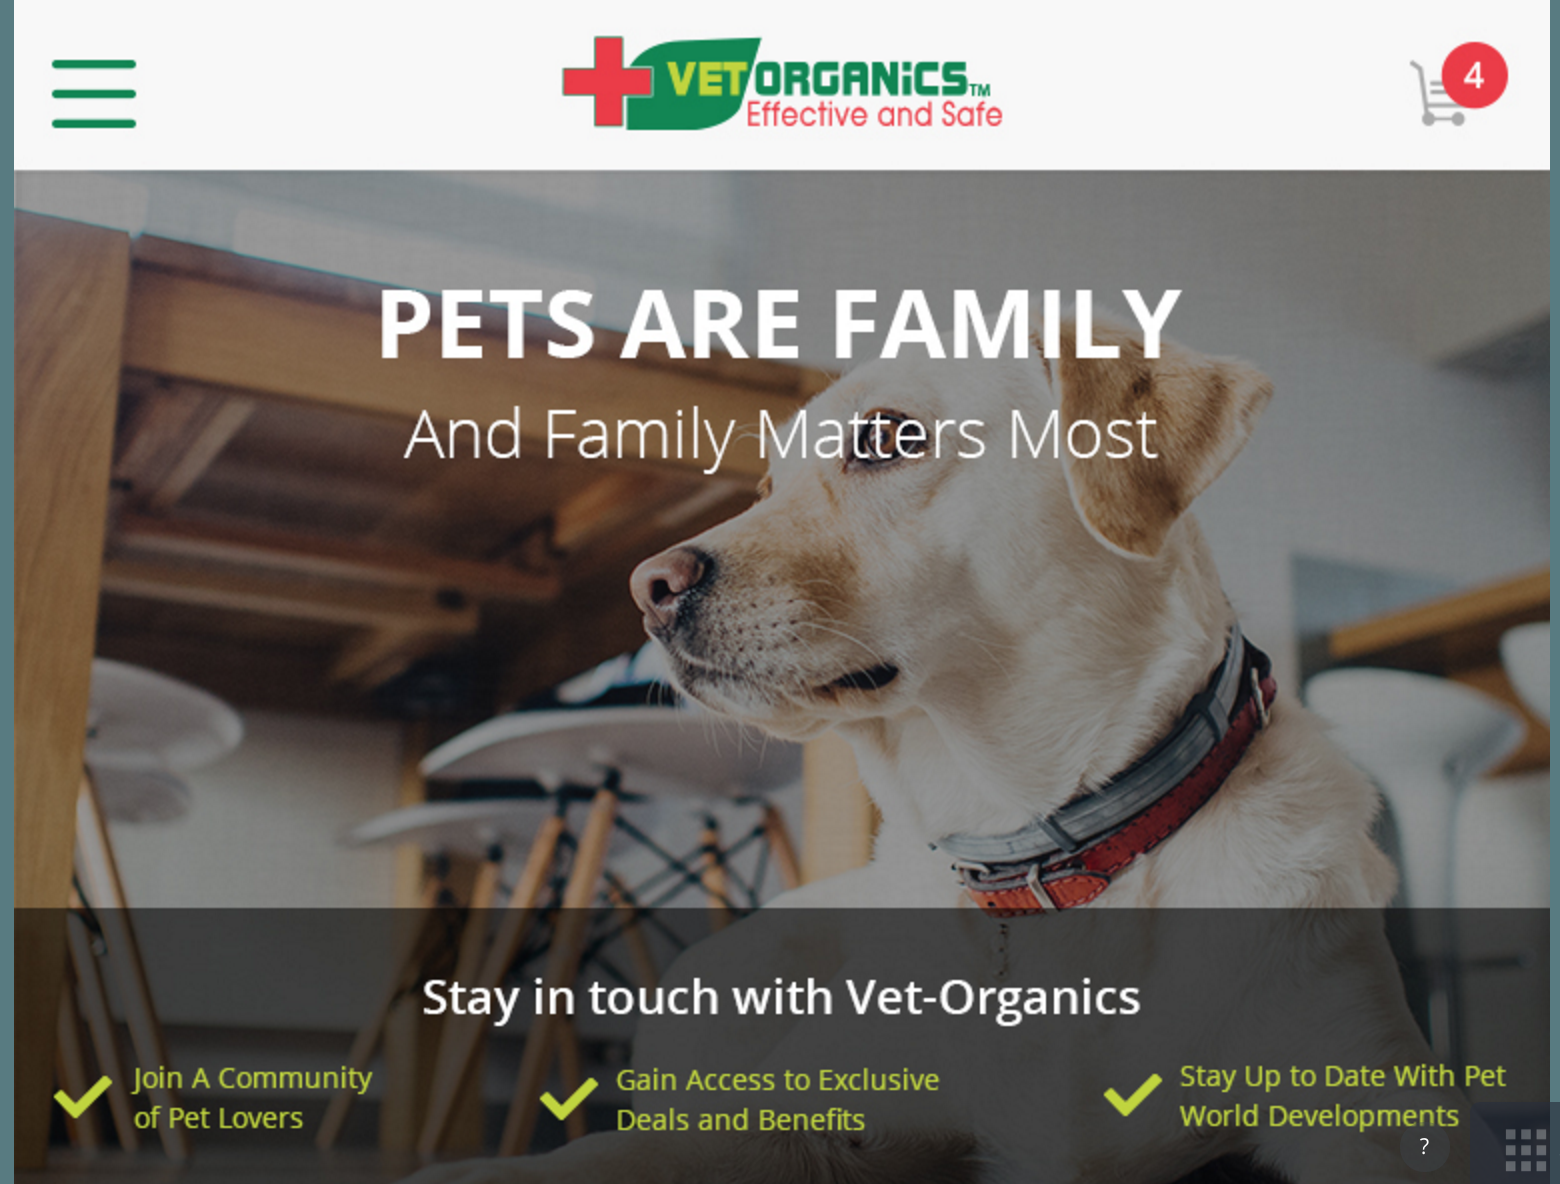 VETORGANiCS™
Effective and Safe
4
PETS ARE FAMILY
And Family Matters Most
Stay in touch with Vet-Organics
Join A Community
of Pet Lovers
Gain Access to Exclusive
Deals and Benefits
Stay Up to Date With Pet
World Developments
?